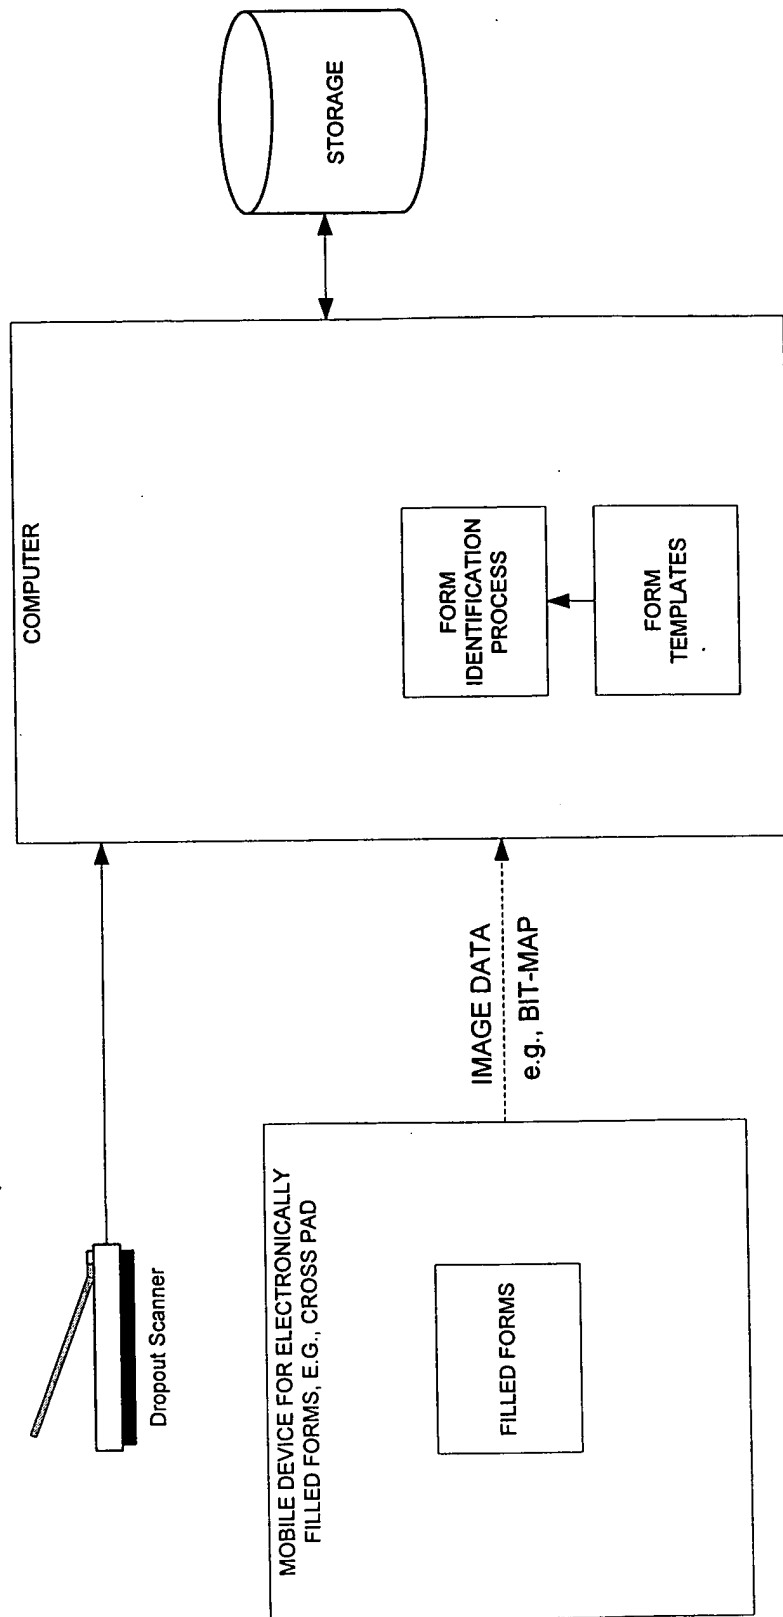 Dropout Scanner
MOBILE DEVICE FOR ELECTRONICALLY
FILLED FORMS, E.G., CROSS PAD
FILLED FORMS
IMAGE DATA
e.g., BIT-MAP
COMPUTER
FORM
IDENTIFICATION
PROCESS
FORM
TEMPLATES
STORAGE